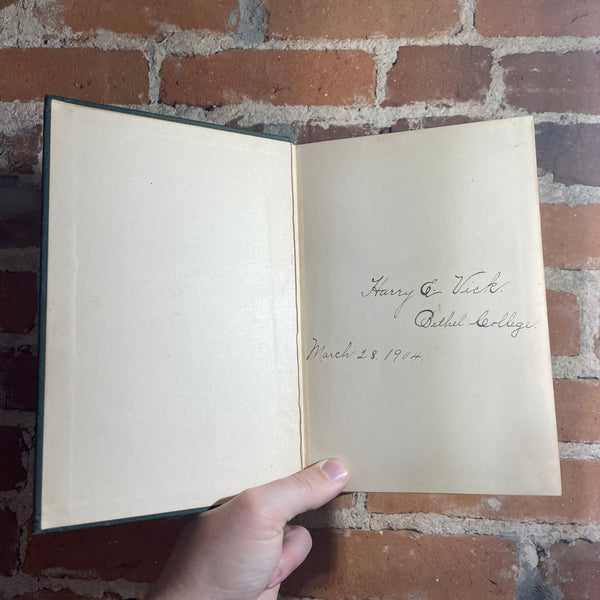 Harry E. Vick.
Bethel College.
March 28, 1904.